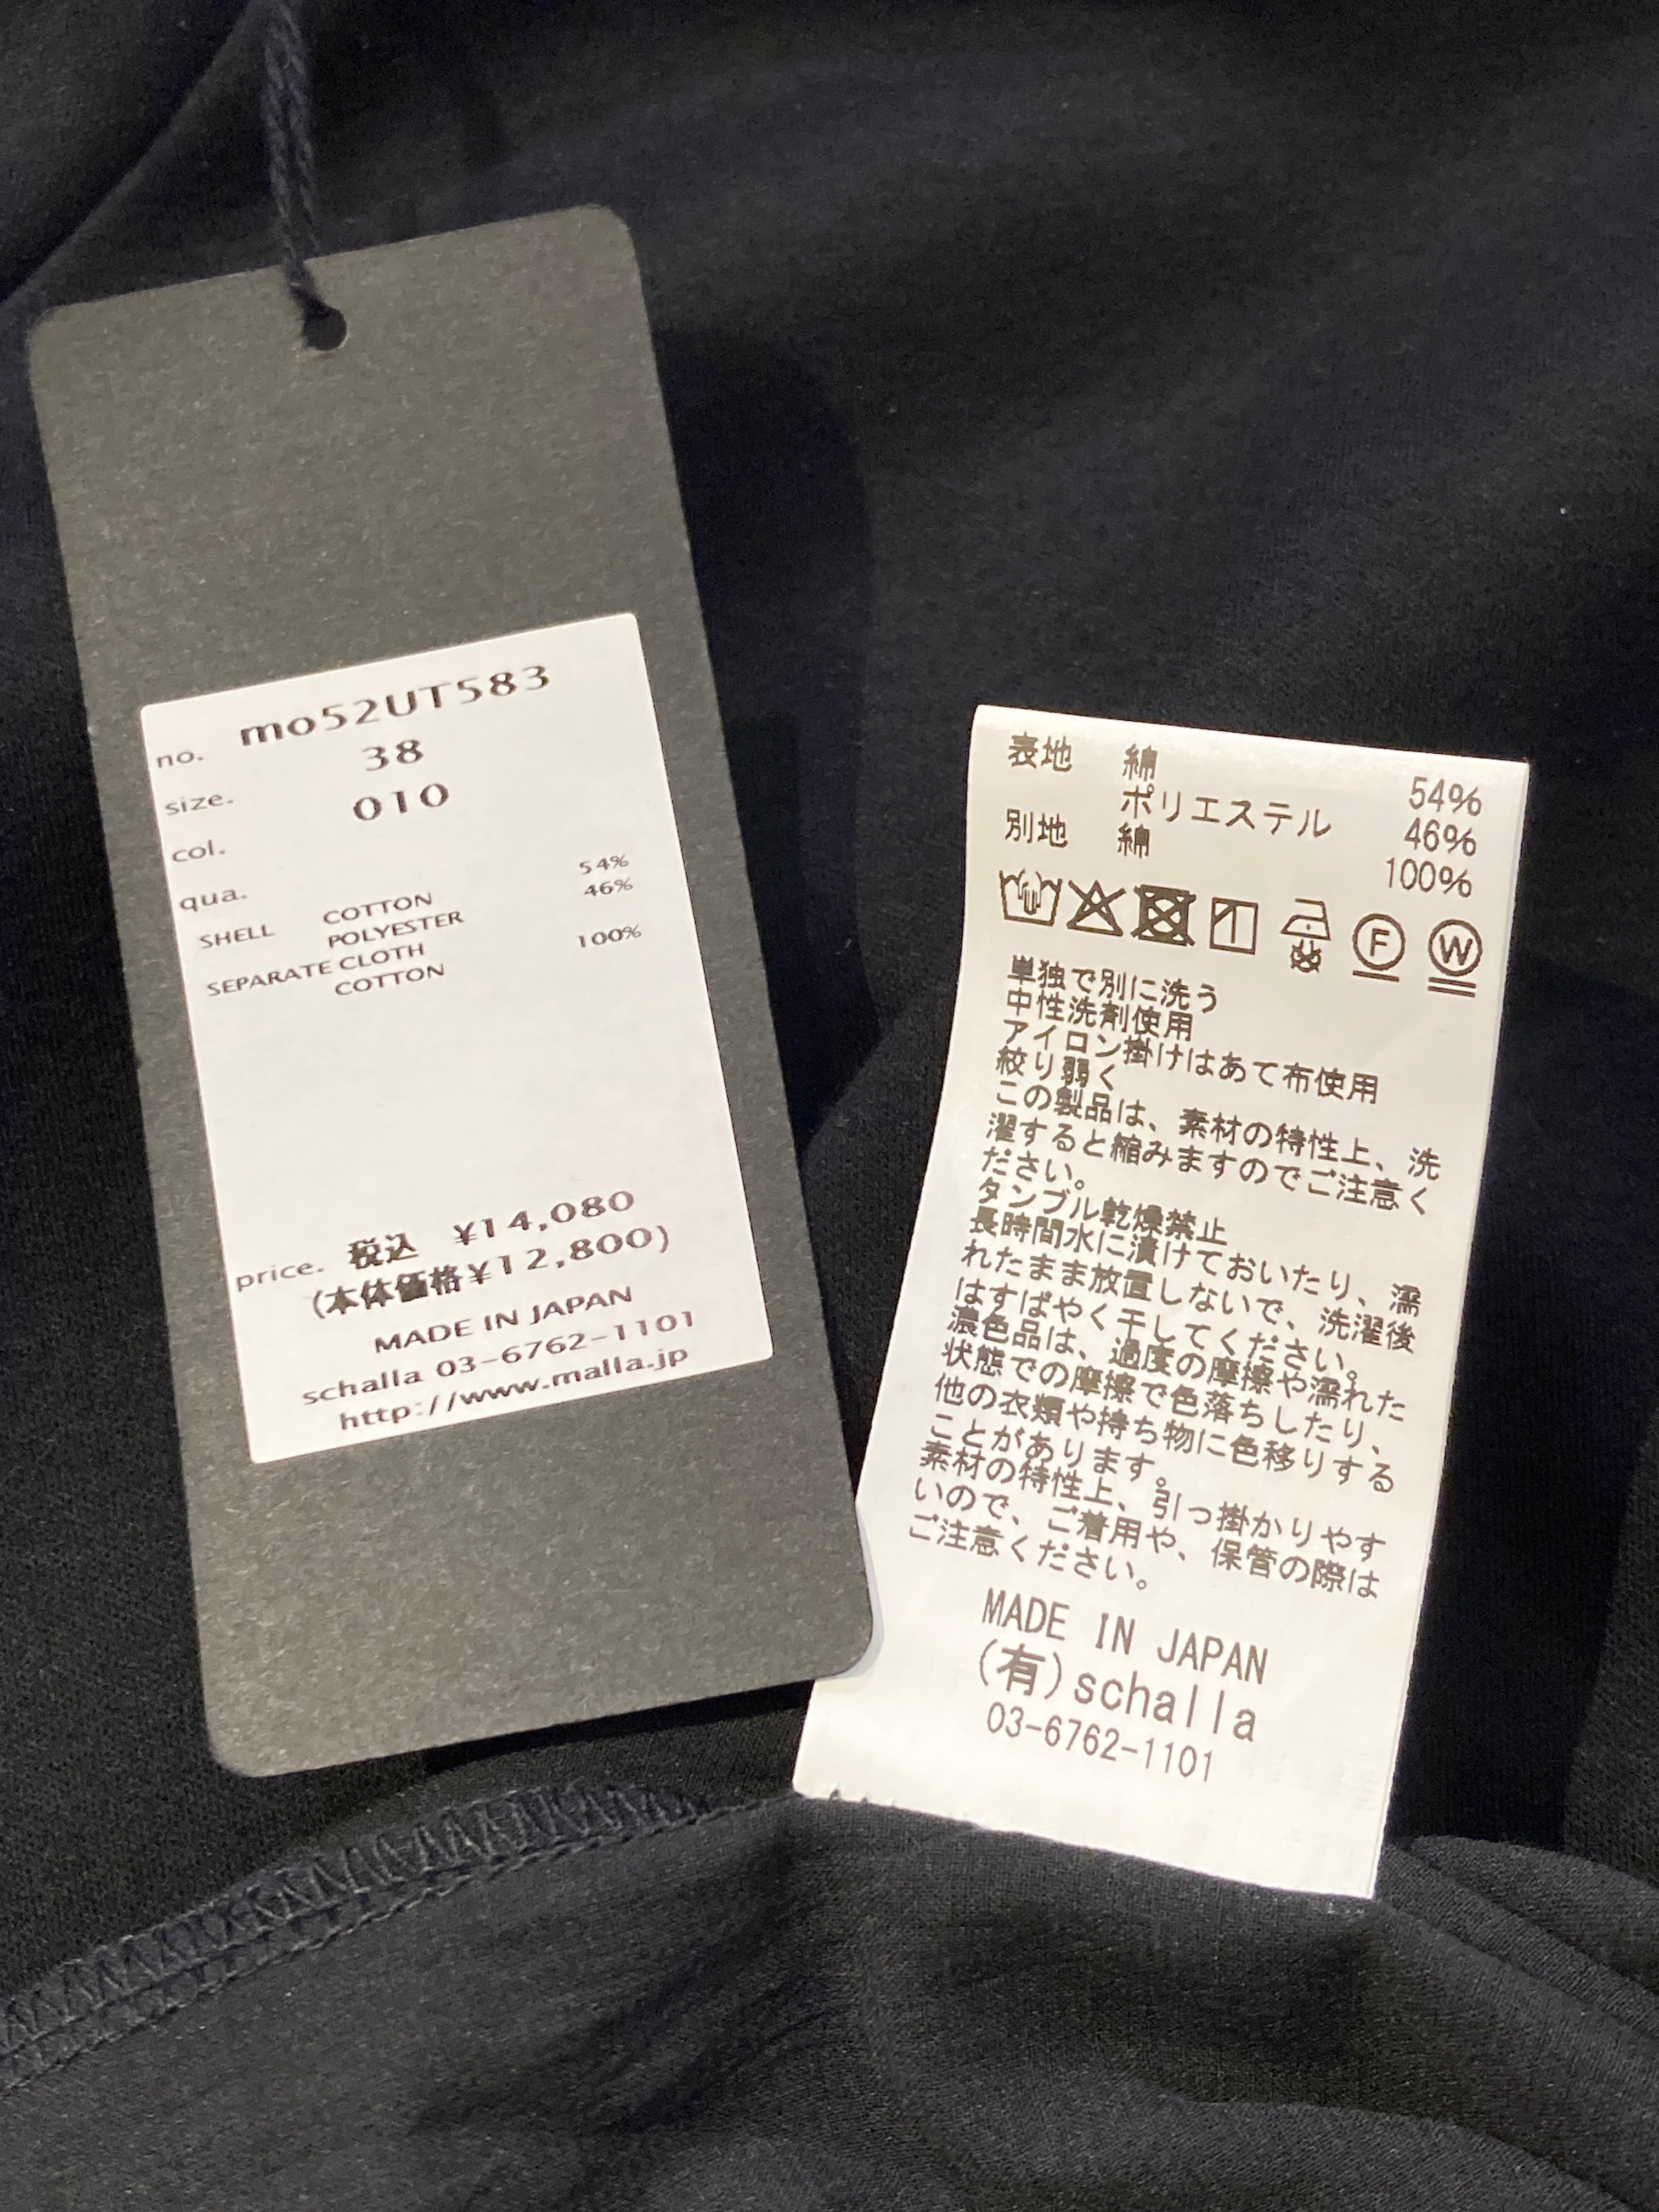 no. mo52UT583
size. 38
col. 010
qua.
SHELL COTTON 54%
POLYESTER 46%
SEPARATE CLOTH
COTTON 100%
price. 税込 ¥14,080
(本体価格¥12,800)
MADE IN JAPAN
schalla 03-6762-1101
http://www.malla.jp
表地 綿 54%
ポリエステル 46%
別地 綿 100%
F W
単独で別に洗う
中性洗剤使用
アイロン掛けはあて布使用
絞り弱く
この製品は、素材の特性上、洗
濯すると縮みますのでご注意く
ださい。
タンブル乾燥禁止
長時間水に漬けておいたり、濡
れたまま放置しないで、洗濯後
はすばやく干してください。
濃色品は、過度の摩擦や濡れた
状態での摩擦で色落ちしたり、
他の衣類や持ち物に色移りする
ことがあります。
素材の特性上、引っ掛かりやす
いので、ご着用や、保管の際は
ご注意ください。
MADE IN JAPAN
(有)schalla
03-6762-1101